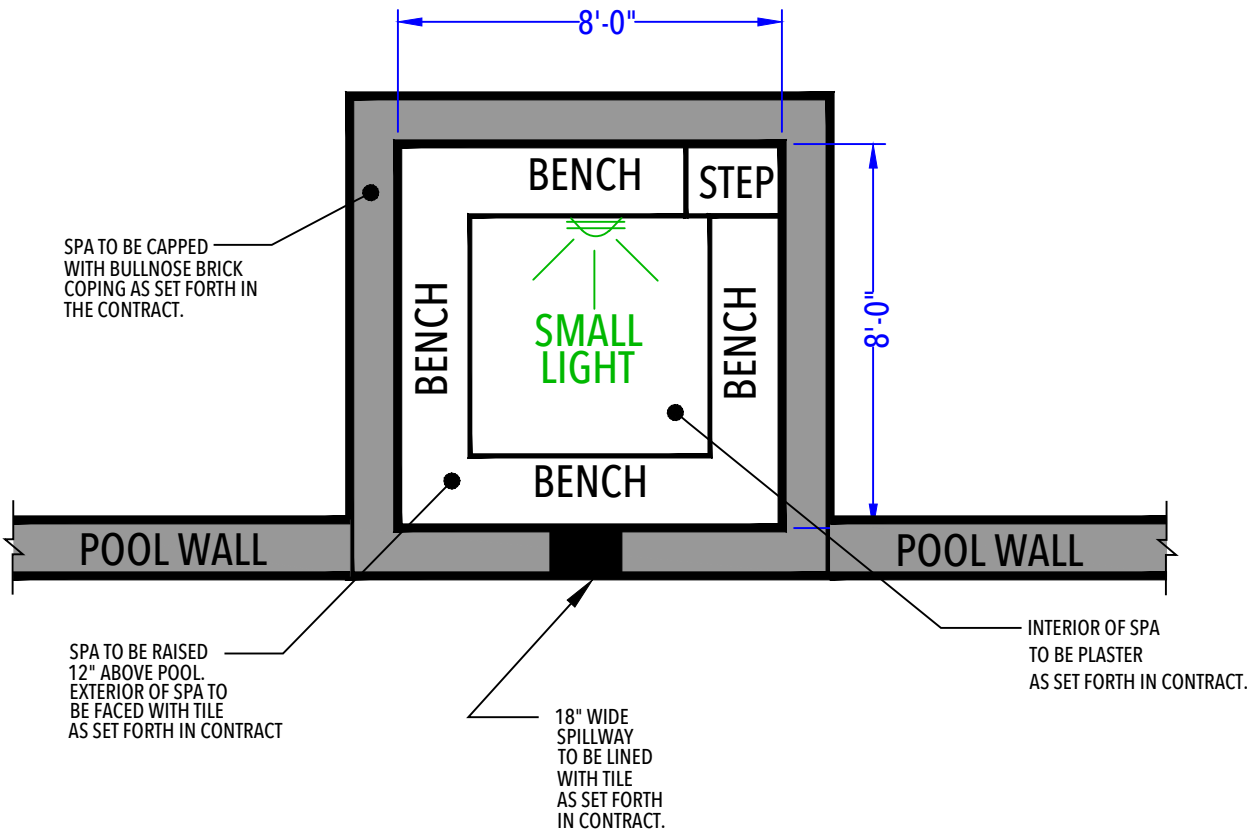 8'-0"
BENCH
STEP
SPA TO BE CAPPED
WITH BULLNOSE BRICK
COPING AS SET FORTH IN
THE CONTRACT.
BENCH
SMALL
LIGHT
BENCH
8'-0"
BENCH
POOL WALL
POOL WALL
SPA TO BE RAISED
12" ABOVE POOL.
EXTERIOR OF SPA TO
BE FACED WITH TILE
AS SET FORTH IN CONTRACT
18" WIDE
SPILLWAY
TO BE LINED
WITH TILE
AS SET FORTH
IN CONTRACT.
INTERIOR OF SPA
TO BE PLASTER
AS SET FORTH IN CONTRACT.